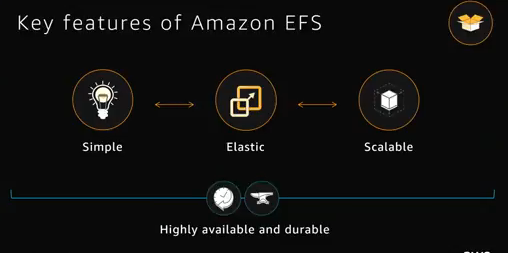 Key features of Amazon EFS
Simple
Elastic
Scalable
Highly available and durable